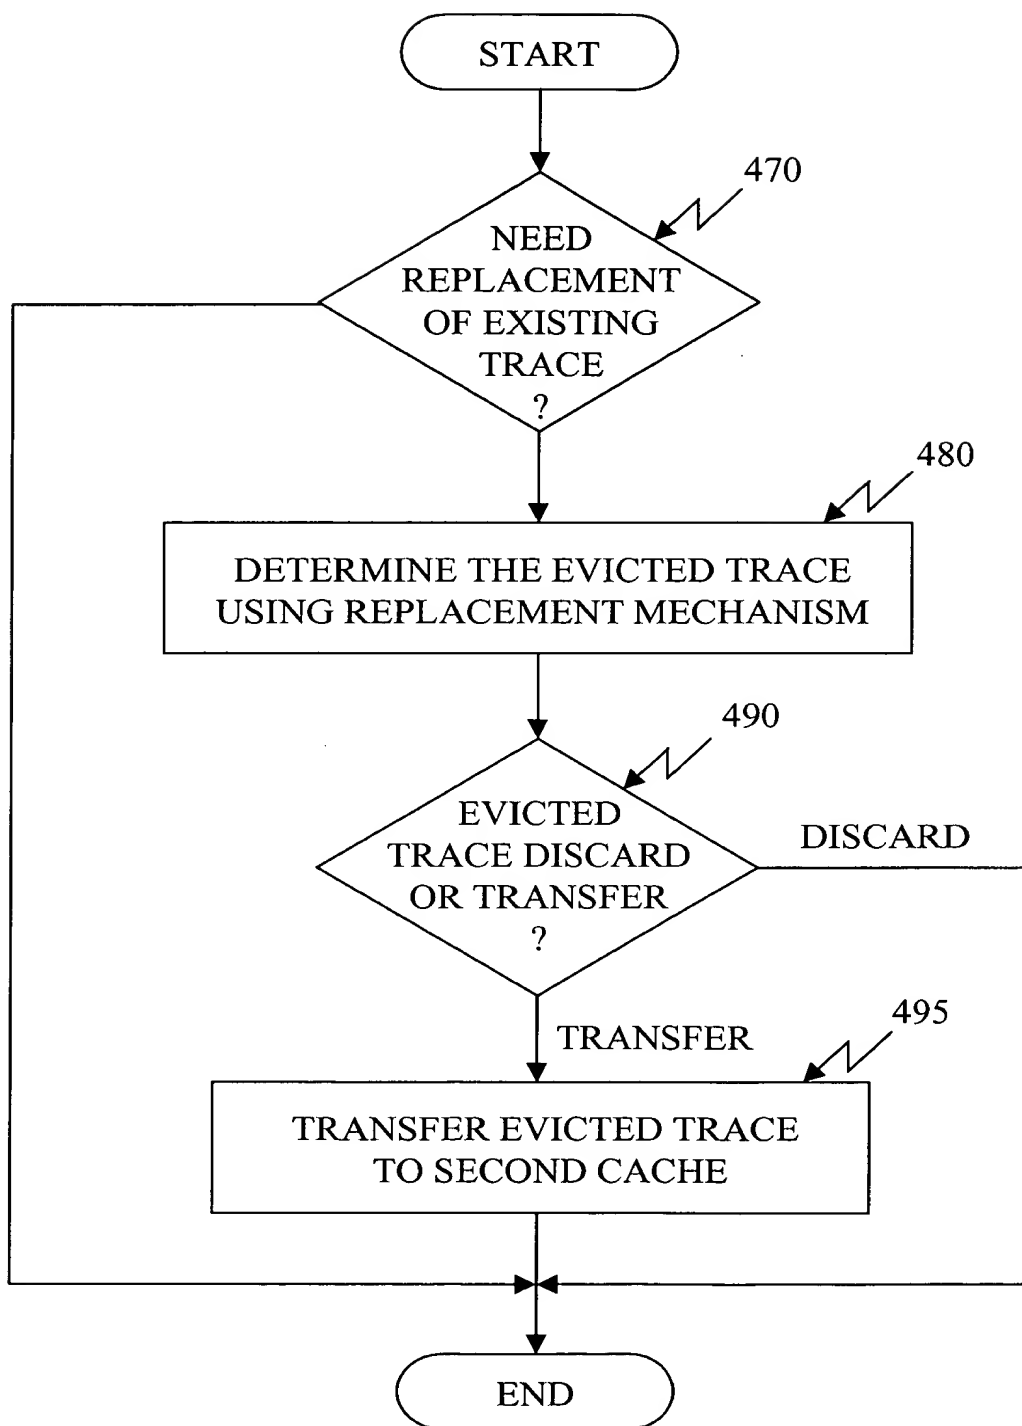 START
470
NEED
REPLACEMENT
OF EXISTING
TRACE
?
480
DETERMINE THE EVICTED TRACE
USING REPLACEMENT MECHANISM
490
EVICTED
TRACE DISCARD
OR TRANSFER
?
DISCARD
TRANSFER
495
TRANSFER EVICTED TRACE
TO SECOND CACHE
END